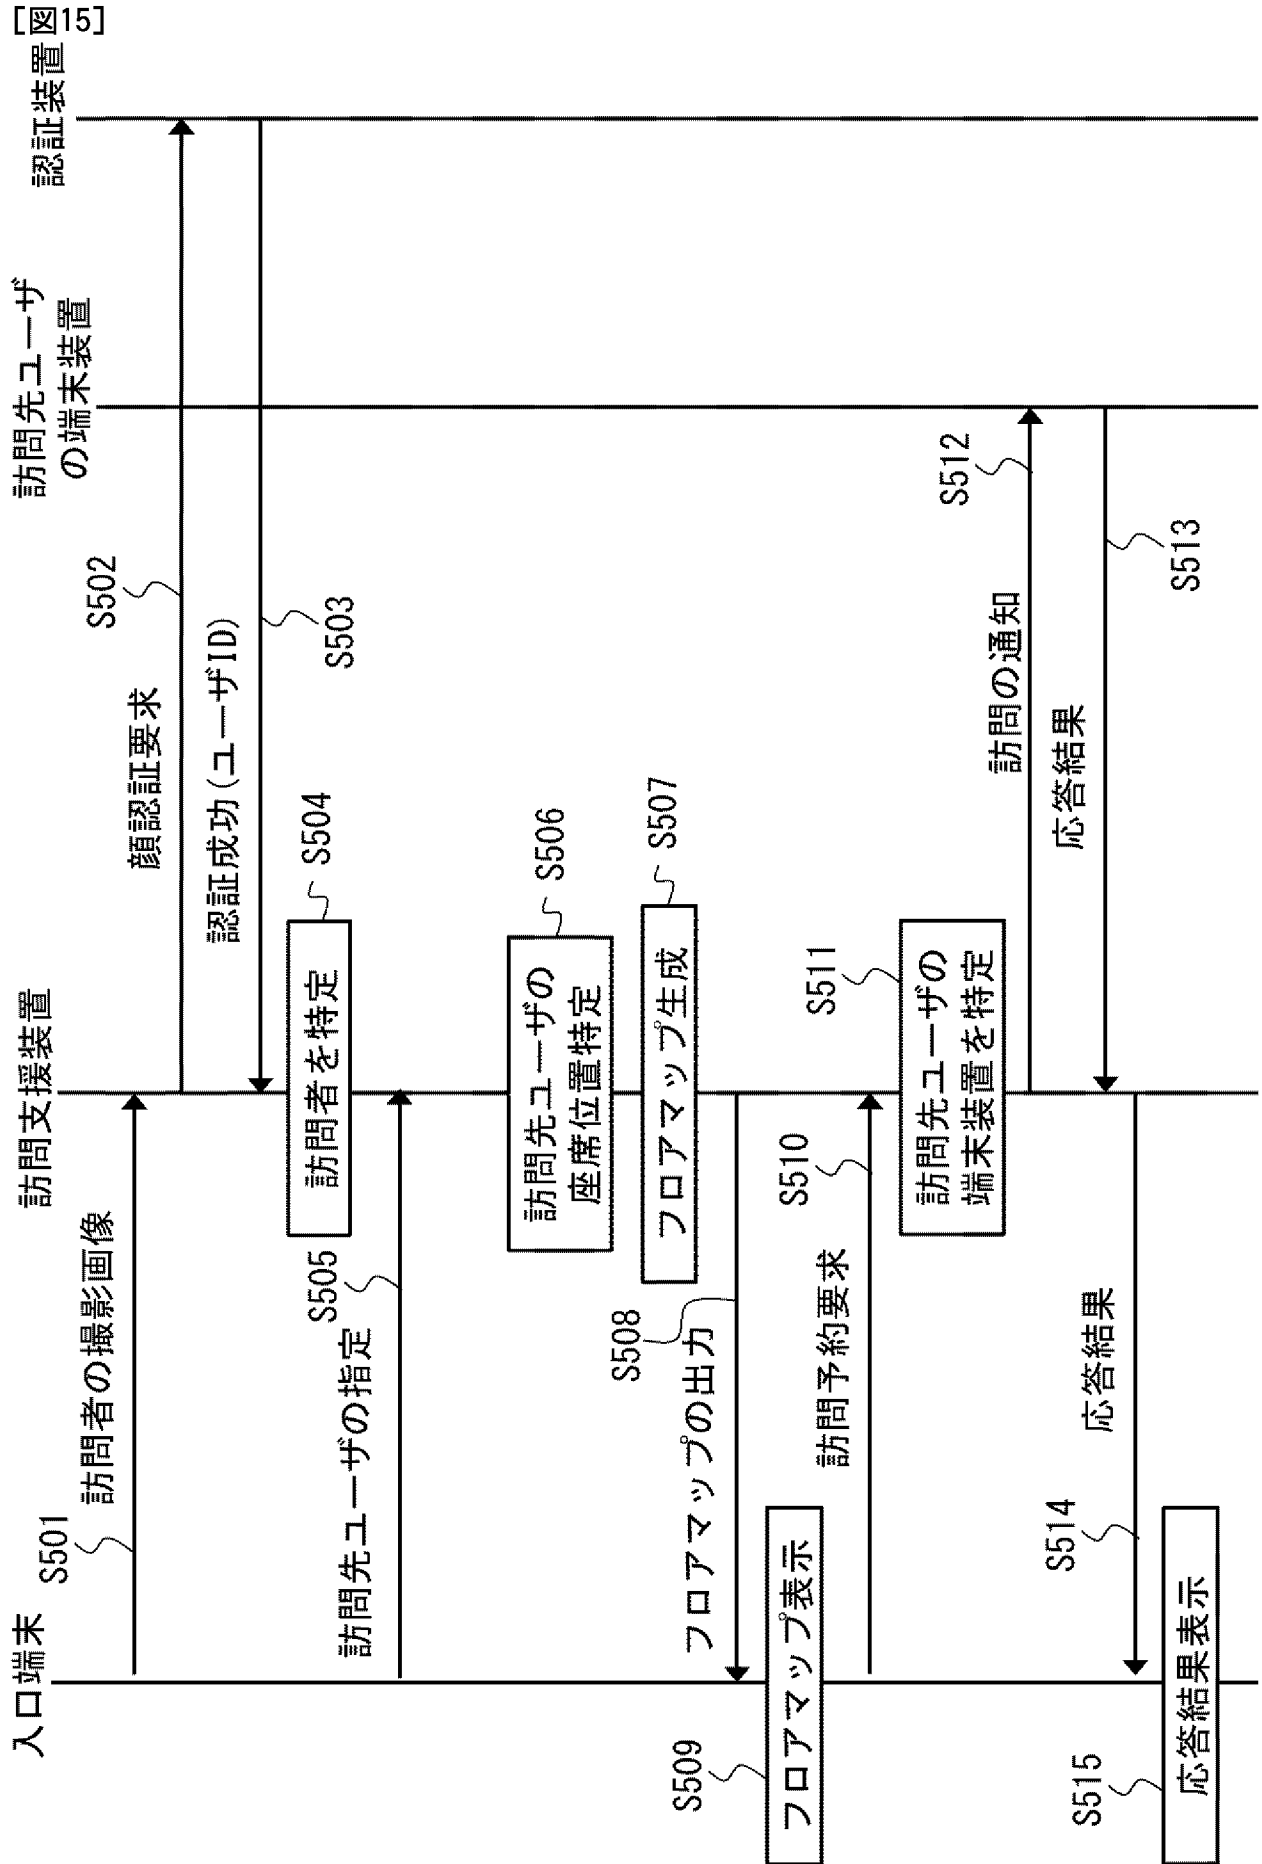 [図15]
入口端末
訪問支援装置
訪問先ユーザ
の端末装置
認証装置
S501
訪問者の撮影画像
顔認証要求
S502
認証成功(ユーザID)
S503
訪問者を特定
S504
訪問先ユーザの指定
S505
訪問先ユーザの
座席位置特定
S506
フロアマップ生成
S507
フロアマップの出力
S508
S509
フロアマップ表示
訪問予約要求
S510
訪問先ユーザの
端末装置を特定
S511
訪問の通知
S512
応答結果
S513
応答結果
S514
S515
応答結果表示